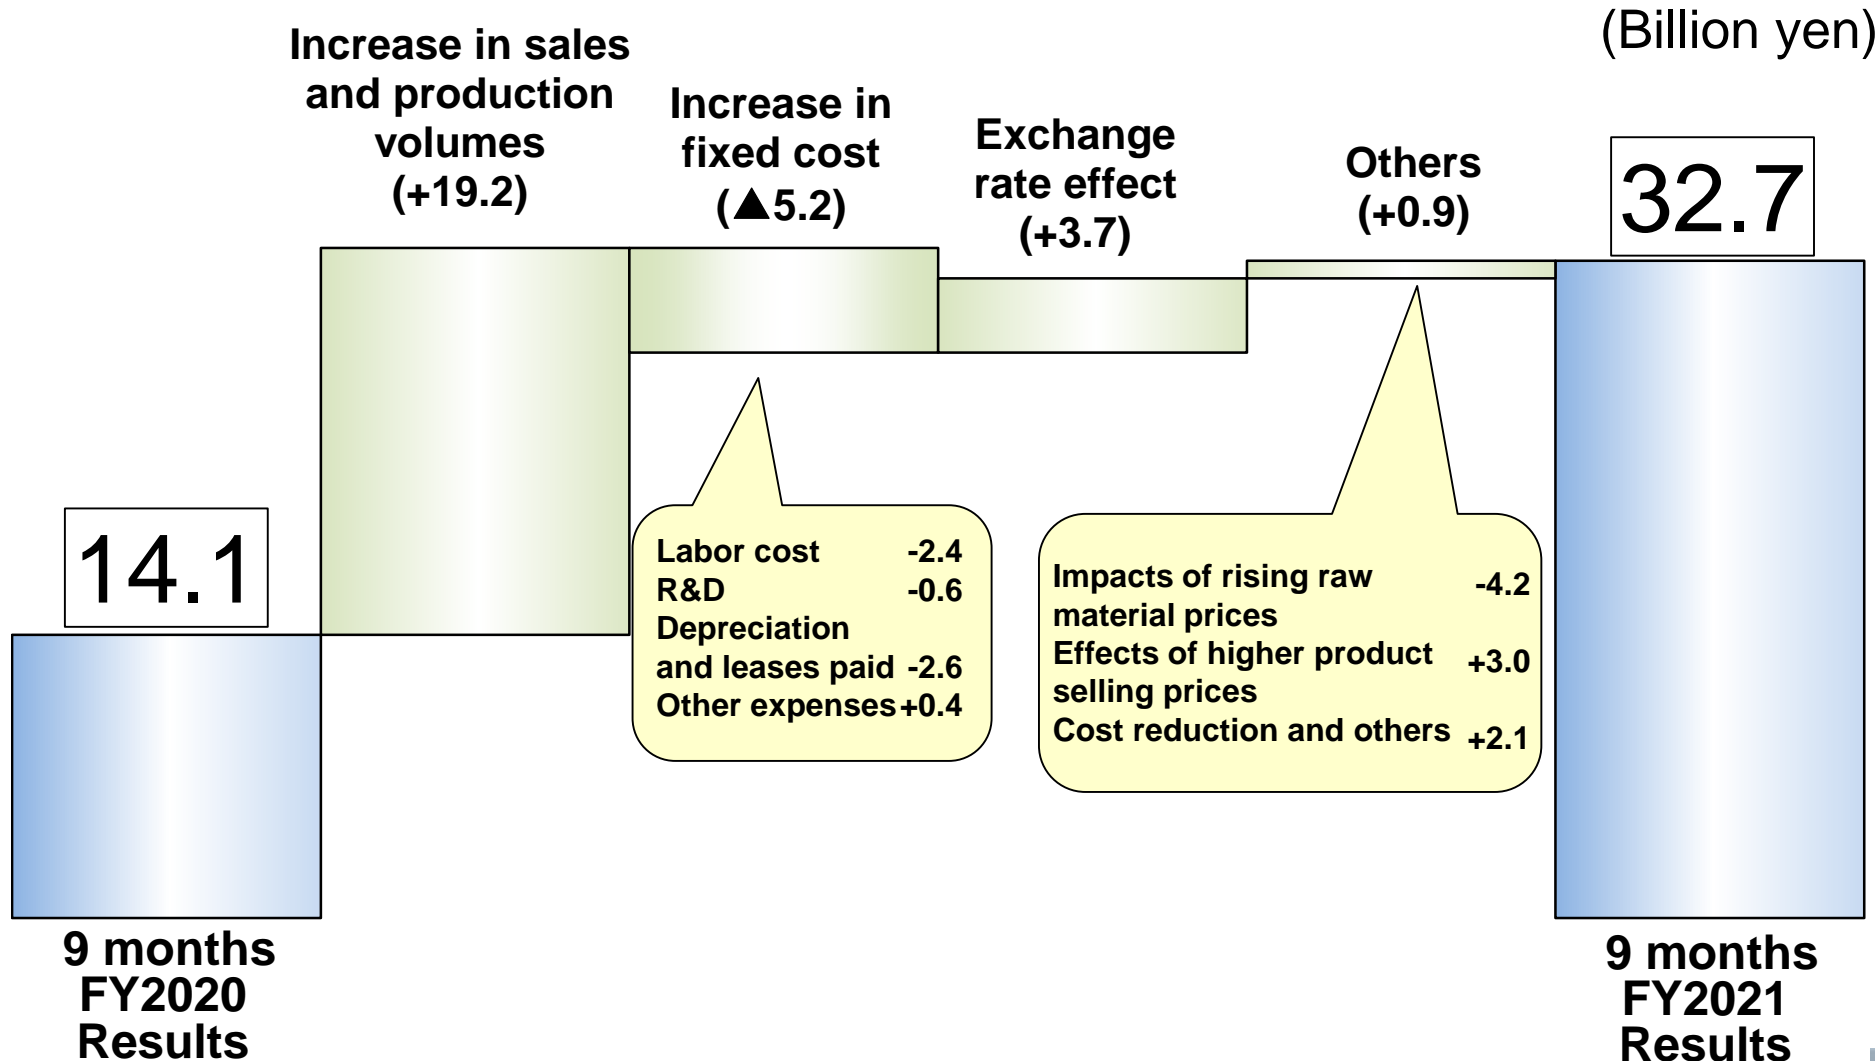 (Billion yen)
Increase in sales
and production
volumes
(+19.2)
Increase in
fixed cost
(▲5.2)
Exchange
rate effect
(+3.7)
Others
(+0.9)
32.7
14.1
Labor cost -2.4
R&D -0.6
Depreciation
and leases paid -2.6
Other expenses +0.4
Impacts of rising raw -4.2
material prices
Effects of higher product +3.0
selling prices
Cost reduction and others +2.1
9 months
FY2020
Results
9 months
FY2021
Results